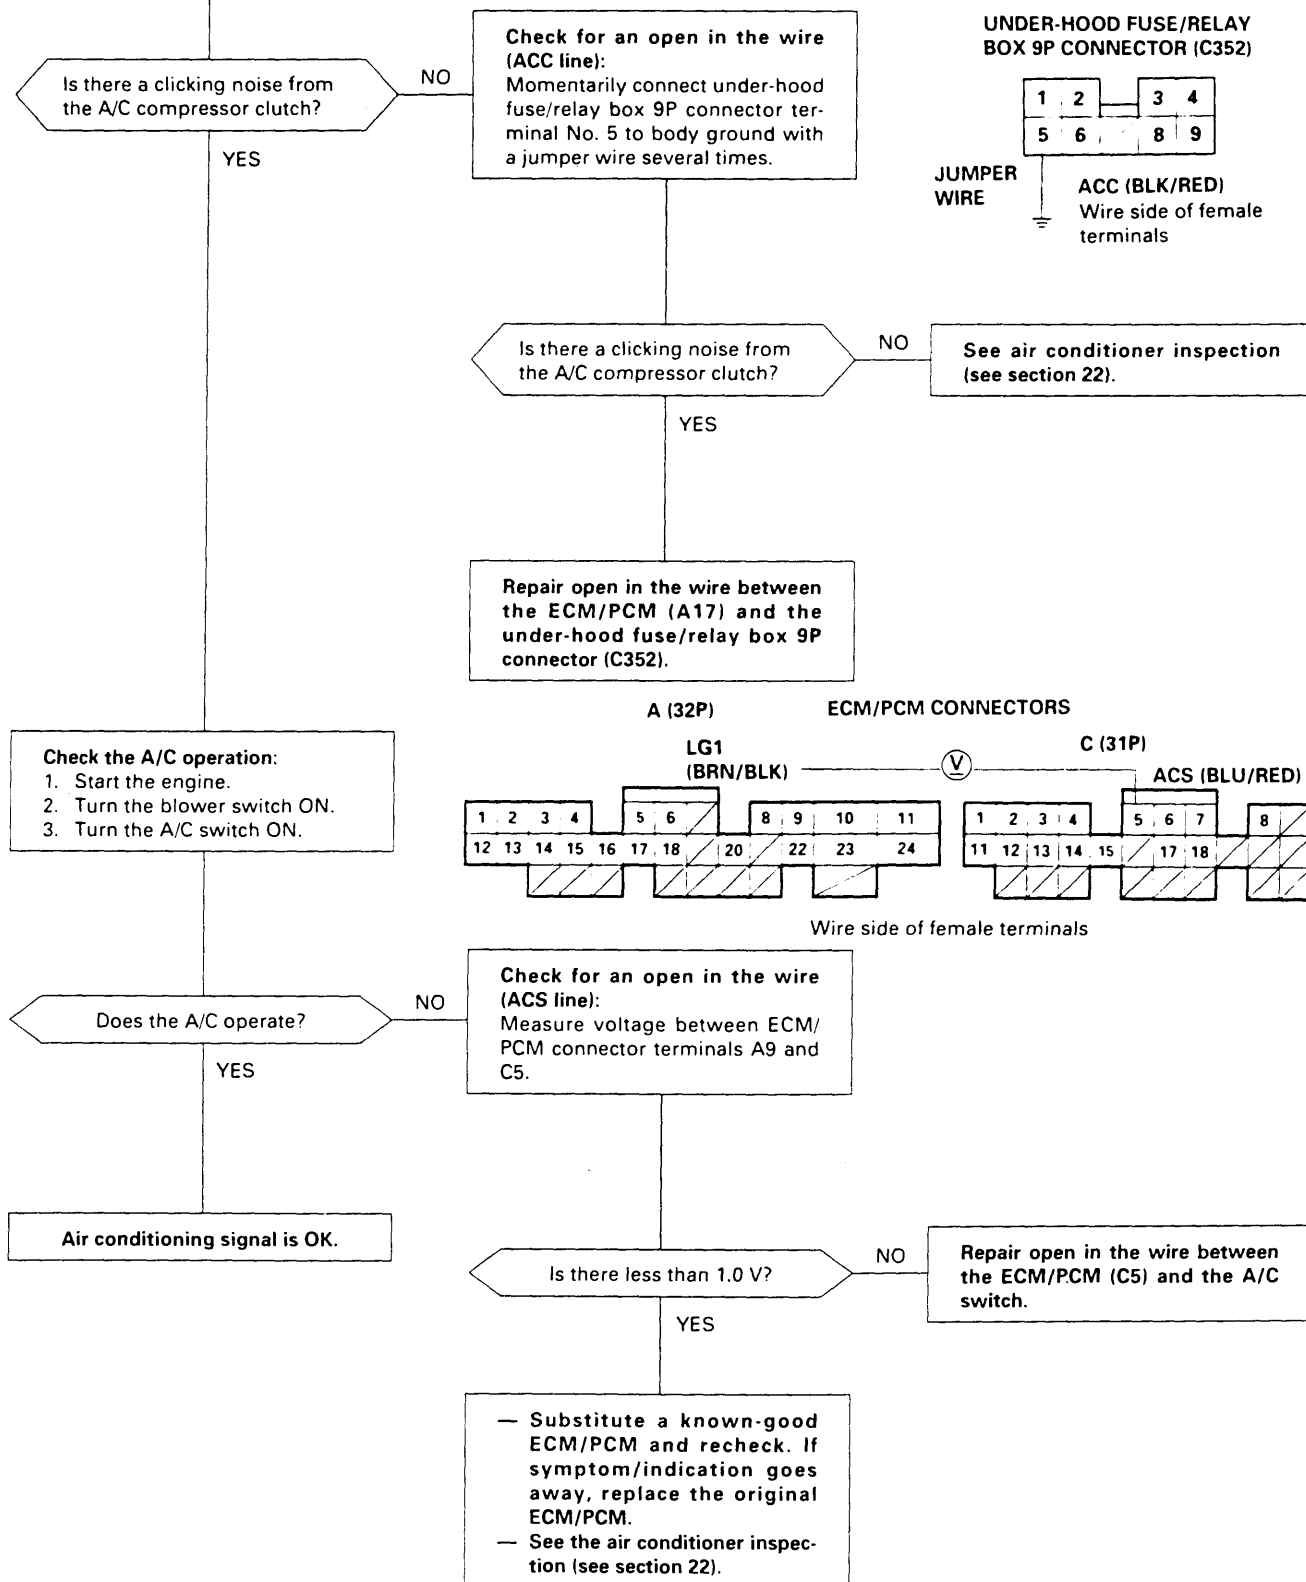 Is there a clicking noise from
the A/C compressor clutch?
NO
YES
Check for an open in the wire
(ACC line):
Momentarily connect under-hood
fuse/relay box 9P connector ter-
minal No. 5 to body ground with
a jumper wire several times.
UNDER-HOOD FUSE/RELAY
BOX 9P CONNECTOR (C352)
1 2 3 4
5 6 8 9
JUMPER
WIRE
ACC (BLK/RED)
Wire side of female
terminals
Is there a clicking noise from
the A/C compressor clutch?
NO
YES
See air conditioner inspection
(see section 22).
Repair open in the wire between
the ECM/PCM (A17) and the
under-hood fuse/relay box 9P
connector (C352).
A (32P)
ECM/PCM CONNECTORS
LG1
(BRN/BLK)
V
C (31P)
ACS (BLU/RED)
1 2 3 4 5 6 8 9 10 11
12 13 14 15 16 17 18 20 22 23 24
1 2 3 4 5 6 7 8
11 12 13 14 15 17 18
Wire side of female terminals
Check the A/C operation:
1. Start the engine.
2. Turn the blower switch ON.
3. Turn the A/C switch ON.
Does the A/C operate?
NO
YES
Check for an open in the wire
(ACS line):
Measure voltage between ECM/
PCM connector terminals A9 and
C5.
Air conditioning signal is OK.
Is there less than 1.0 V?
NO
YES
Repair open in the wire between
the ECM/PCM (C5) and the A/C
switch.
— Substitute a known-good
ECM/PCM and recheck. If
symptom/indication goes
away, replace the original
ECM/PCM.
— See the air conditioner inspec-
tion (see section 22).